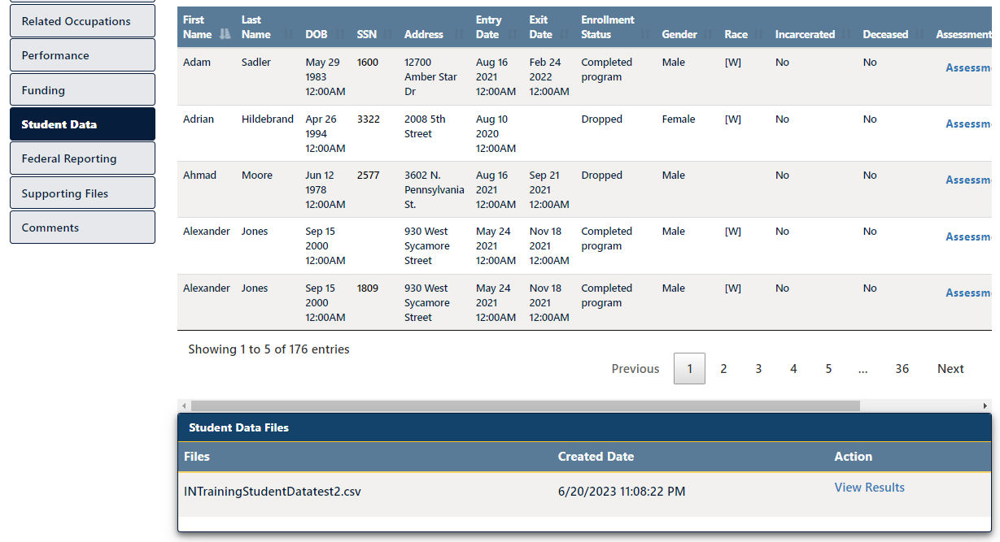 Related Occupations
Performance
Funding
Student Data
Federal Reporting
Supporting Files
Comments
First Name Last Name DOB SSN Address Entry Date Exit Date Enrollment Status Gender Race Incarcerated Deceased Assessment
Adam Sadler May 29 1983 12:00AM 1600 12700 Amber Star Dr Aug 16 2021 12:00AM Feb 24 2022 12:00AM Completed program Male [W] No No Assessm
Adrian Hildebrand Apr 26 1994 12:00AM 3322 2008 5th Street Aug 10 2020 12:00AM Dropped Female [W] No No Assessm
Ahmad Moore Jun 12 1978 12:00AM 2577 3602 N. Pennsylvania St. Aug 16 2021 12:00AM Sep 21 2021 12:00AM Dropped Male No No Assessm
Alexander Jones Sep 15 2000 12:00AM 930 West Sycamore Street May 24 2021 12:00AM Nov 18 2021 12:00AM Completed program Male [W] No No Assessm
Alexander Jones Sep 15 2000 12:00AM 1809 930 West Sycamore Street May 24 2021 12:00AM Nov 18 2021 12:00AM Completed program Male [W] No No Assessm
Showing 1 to 5 of 176 entries
Previous 1 2 3 4 5 ... 36 Next
Student Data Files
Files Created Date Action
INTrainingStudentDatatest2.csv 6/20/2023 11:08:22 PM View Results